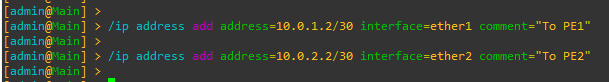 [admin@Main] >
[admin@Main] > /ip address add address=10.0.1.2/30 interface=ether1 comment="To PE1"
[admin@Main] >
[admin@Main] > /ip address add address=10.0.2.2/30 interface=ether2 comment="To PE2"
[admin@Main] >